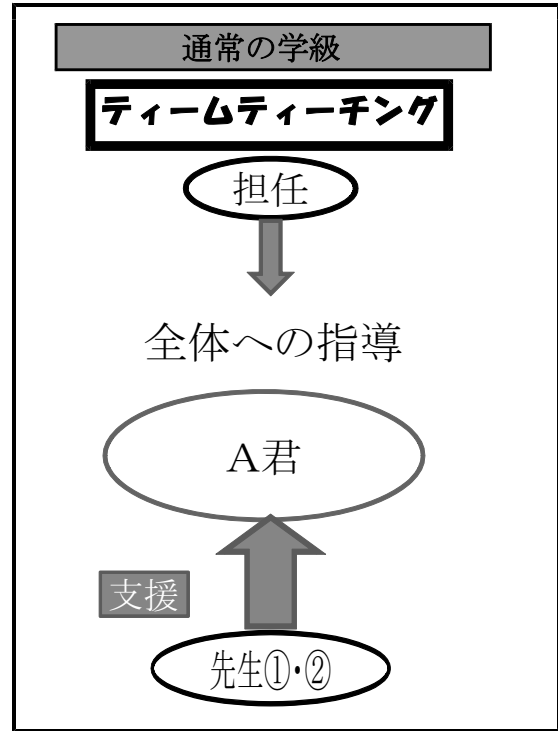 通常の学級
ティームティーチング
担任
全体への指導
A君
支援
先生①・②